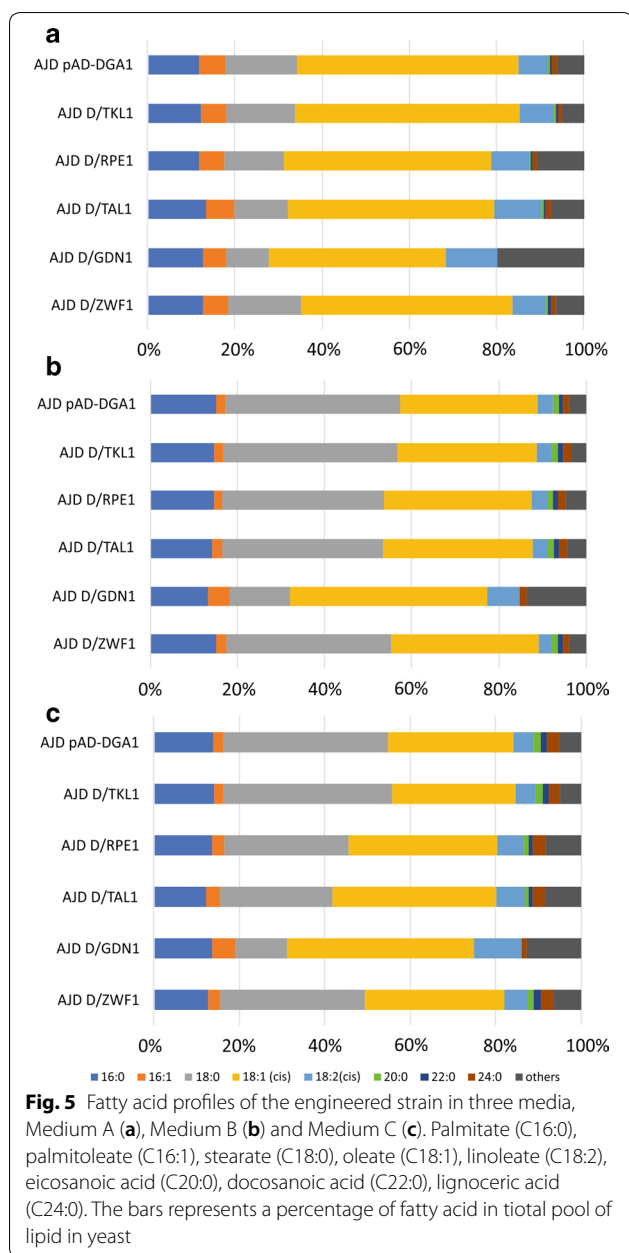 a
AJD pAD-DGA1
AJD D/TKL1
AJD D/RPE1
AJD D/TAL1
AJD D/GDN1
AJD D/ZWF1
0% 20% 40% 60% 80% 100%
b
AJD pAD-DGA1
AJD D/TKL1
AJD D/RPE1
AJD D/TAL1
AJD D/GDN1
AJD D/ZWF1
0% 20% 40% 60% 80% 100%
c
AJD pAD-DGA1
AJD D/TKL1
AJD D/RPE1
AJD D/TAL1
AJD D/GDN1
AJD D/ZWF1
0% 20% 40% 60% 80% 100%
16:0 16:1 18:0 18:1 (cis) 18:2(cis) 20:0 22:0 24:0 others
Fig. 5 Fatty acid profiles of the engineered strain in three media,
Medium A (a), Medium B (b) and Medium C (c). Palmitate (C16:0),
palmitoleate (C16:1), stearate (C18:0), oleate (C18:1), linoleate (C18:2),
eicosanoic acid (C20:0), docosanoic acid (C22:0), lignoceric acid
(C24:0). The bars represents a percentage of fatty acid in tiotal pool of
lipid in yeast